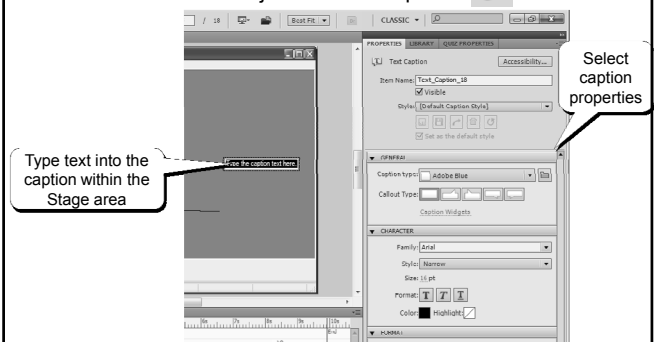 / 18 Best Fit CLASSIC
PROPERTIES LIBRARY QUIZ PROPERTIES
Text Caption Accessibility...
Item Name: Text_Caption_18
Visible
Style: [Default Caption Style]
Set as the default style
Select
caption
properties
Type the caption text here
Type text into the
caption within the
Stage area
GENERAL
Caption type: Adobe Blue
Callout Type:
Caption Widgets
CHARACTER
Family: Arial
Style: Narrow
Size: 16 pt
Format: T T T
Color: Highlight:
FORMAT